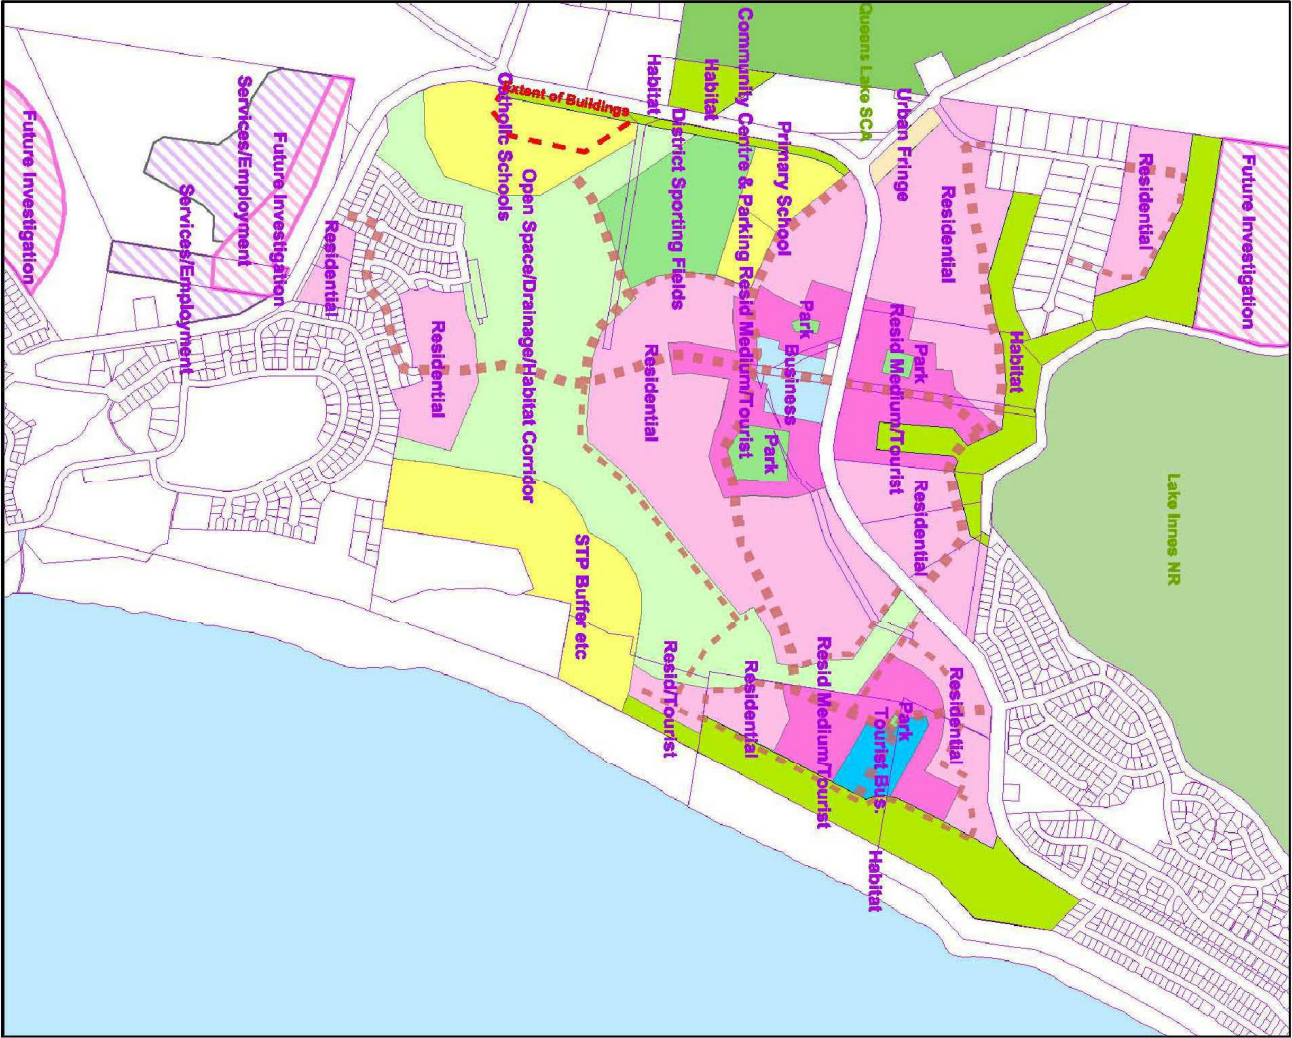 Future Investigation
Residential
Lake Innes NR
Habitat
Residential
Residential
Residential
Park
Resid Medium/Tourist
Urban Fringe
Queens Lake SCA
Park
Tourist Bus.
Habitat
Resid Medium/Tourist
Park
Business
Park
Primary School
Community Centre & Parking
Resid Medium/Tourist
Residential
Habitat
District Sporting Fields
Residential
Resid/Tourist
Habitat
Extent of Buildings
STP Buffer etc
Open Space/Drainage/Habitat Corridor
Catholic Schools
Residential
Residential
Future Investigation
Services/Employment
Services/Employment
Future Investigation